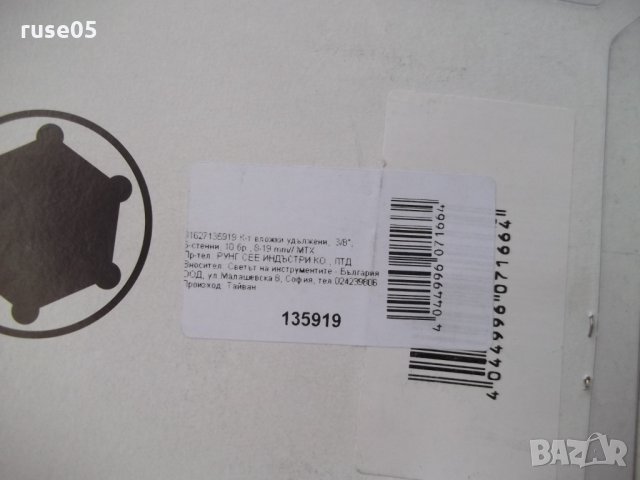 ruse05
01627135919 К-т вложки удължени, 3/8",
6-стенни, 10 бр., 8-19 mm// MTX
Пр-тел. РУНГ СЕЕ ИНДЪСТРИ КО., ЛТД
Вносител: Светът на инструментите - България
ООД, ул.Малашевска 8, София, тел.024239806
Произход: Тайван
135919
4 044996 071664
4 044996 071664
BAZAR